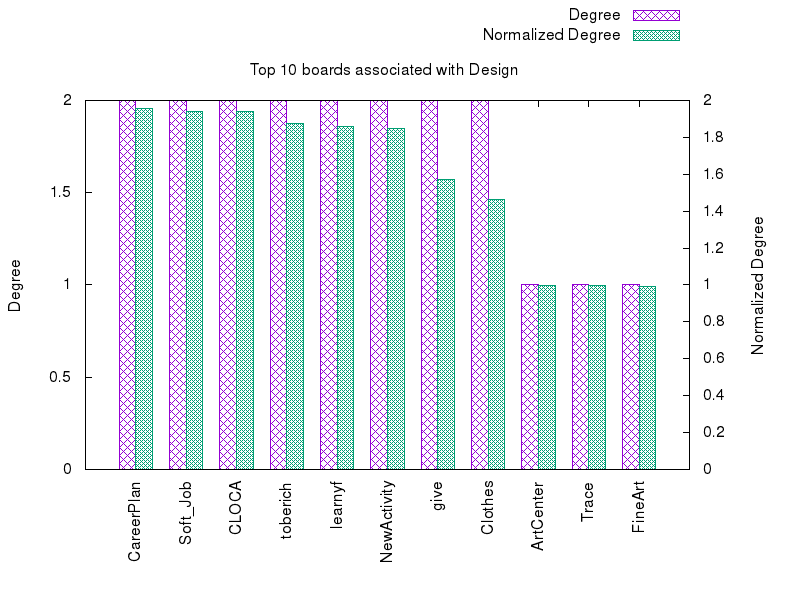 Degree
Normalized Degree
Top 10 boards associated with Design
2
1.5
1
0.5
0
2
1.8
1.6
1.4
1.2
1
0.8
0.6
0.4
0.2
0
Degree
Normalized Degree
CareerPlan
Soft_Job
CLOCA
toberich
learnyf
NewActivity
give
Clothes
ArtCenter
Trace
FineArt